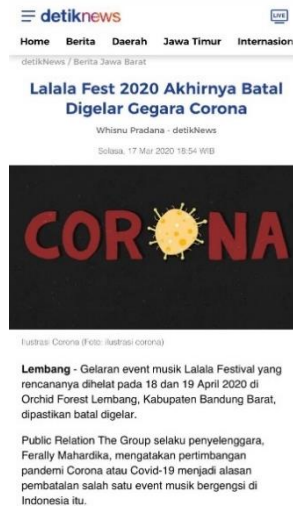 detiknews
LIVE
Home Berita Daerah Jawa Timur Internasion
detikNews / Berita Jawa Barat
Lalala Fest 2020 Akhirnya Batal
Digelar Gegara Corona
Whisnu Pradana - detikNews
Selasa, 17 Mar 2020 18:54 WIB
CORONA
Ilustrasi Corona (Foto: ilustrasi corona)
Lembang - Gelaran event musik Lalala Festival yang
rencananya dihelat pada 18 dan 19 April 2020 di
Orchid Forest Lembang, Kabupaten Bandung Barat,
dipastikan batal digelar.
Public Relation The Group selaku penyelenggara,
Ferally Mahardika, mengatakan pertimbangan
pandemi Corona atau Covid-19 menjadi alasan
pembatalan salah satu event musik bergengsi di
Indonesia itu.